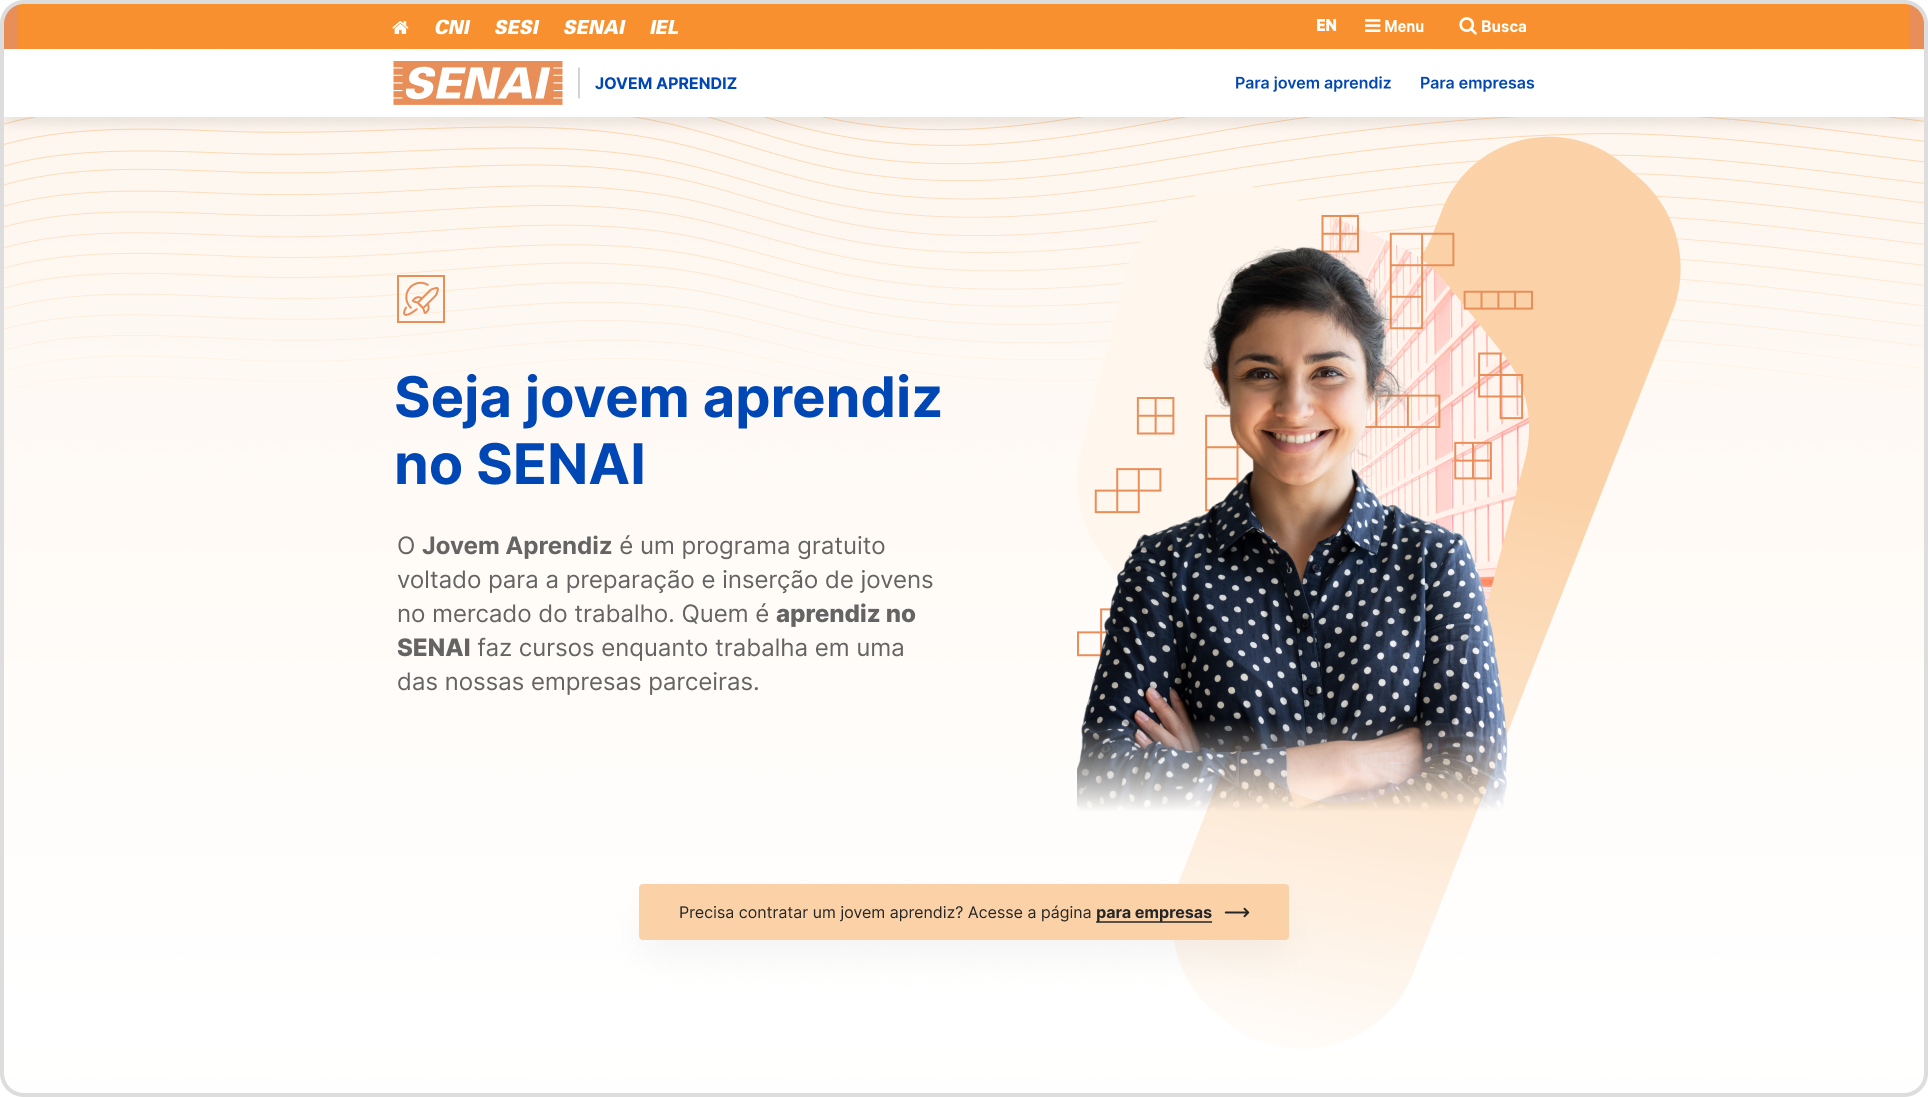 CNI SESI SENAI IEL EN Menu Busca
SENAI JOVEM APRENDIZ Para jovem aprendiz Para empresas
Seja jovem aprendiz
no SENAI
O Jovem Aprendiz é um programa gratuito
voltado para a preparação e inserção de jovens
no mercado do trabalho. Quem é aprendiz no
SENAI faz cursos enquanto trabalha em uma
das nossas empresas parceiras.
Precisa contratar um jovem aprendiz? Acesse a página para empresas